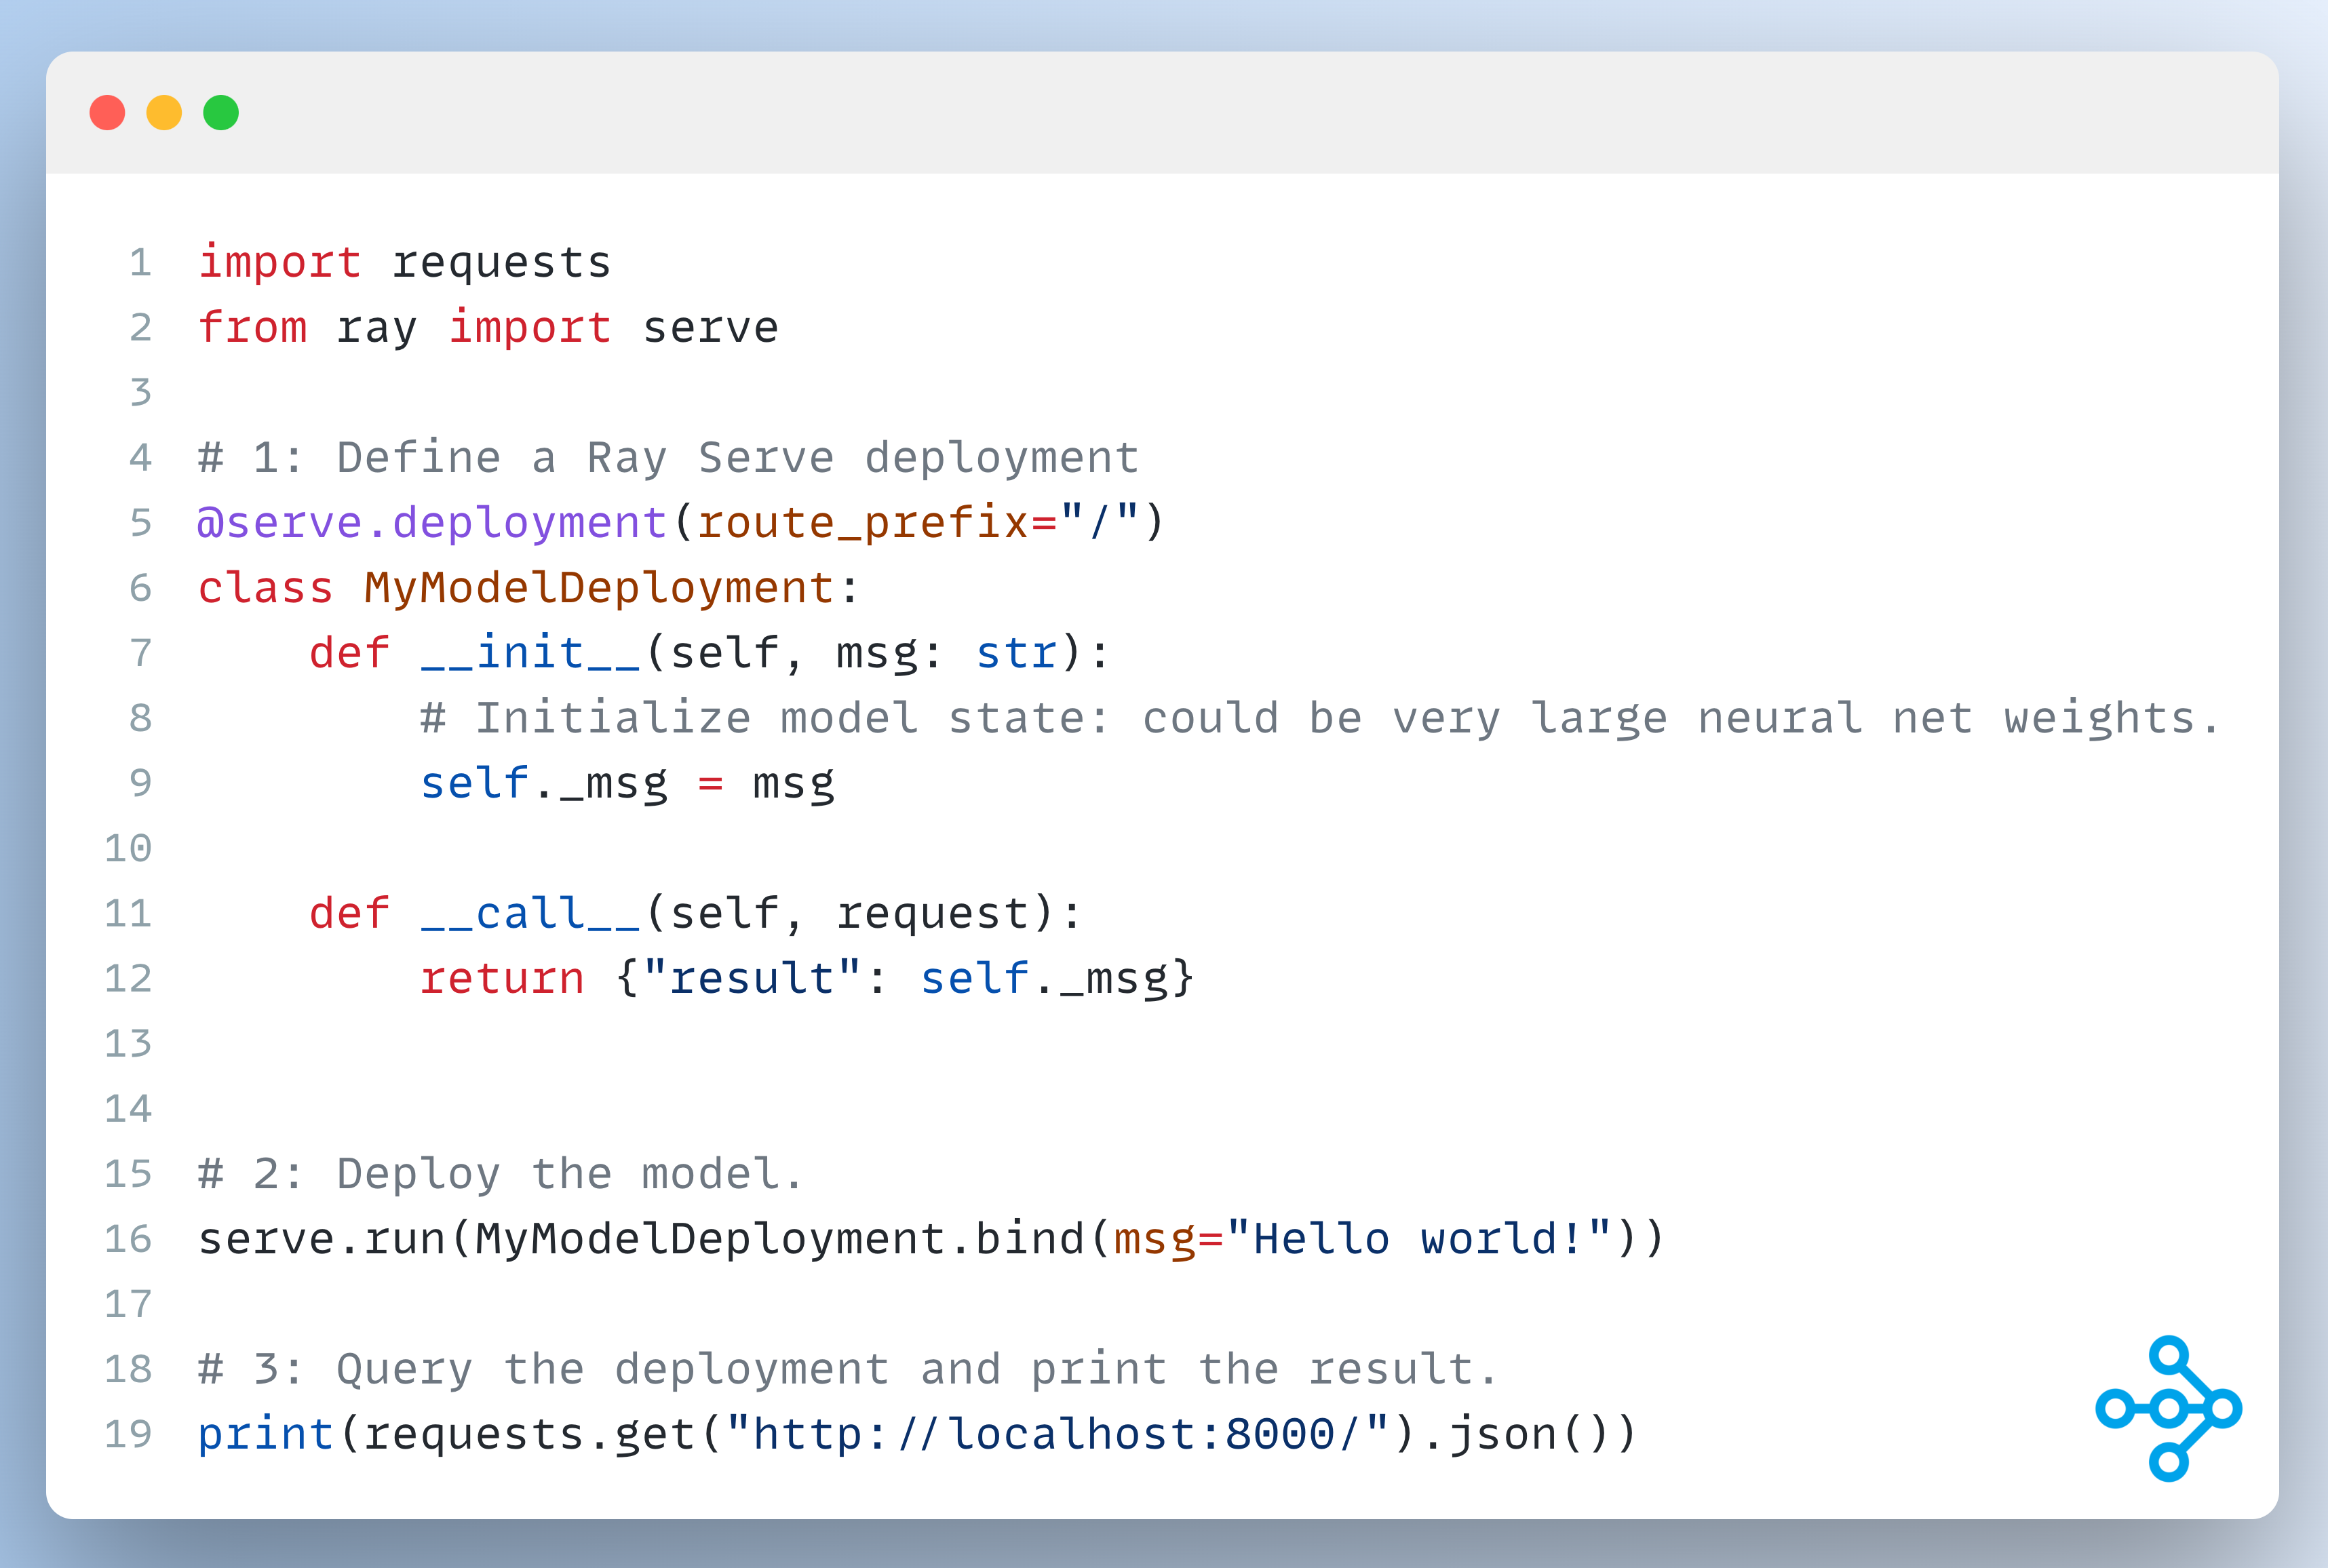 1 import requests
2 from ray import serve
3
4 # 1: Define a Ray Serve deployment
5 @serve.deployment(route_prefix="/")
6 class MyModelDeployment:
7     def __init__(self, msg: str):
8         # Initialize model state: could be very large neural net weights.
9         self._msg = msg
10
11     def __call__(self, request):
12         return {"result": self._msg}
13
14
15 # 2: Deploy the model.
16 serve.run(MyModelDeployment.bind(msg="Hello world!"))
17
18 # 3: Query the deployment and print the result.
19 print(requests.get("http://localhost:8000/").json())